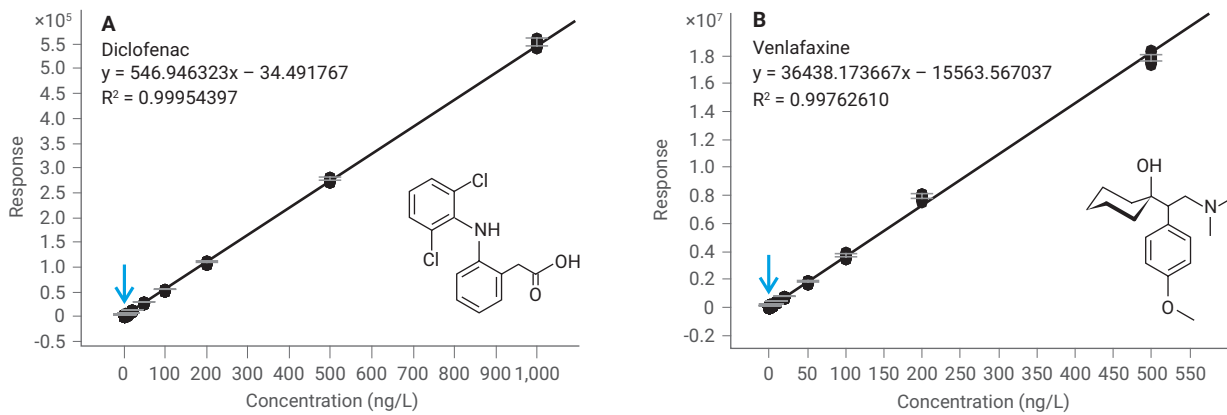 ×10⁵
A
Diclofenac
y = 546.946323x – 34.491767
R² = 0.99954397
5.5
5.0
4.5
4.0
3.5
3.0
2.5
2.0
1.5
1.0
0.5
0
-0.5
Response
Cl
NH
Cl
OH
O
0 100 200 300 400 500 600 700 800 900 1,000
Concentration (ng/L)
×10⁷
B
Venlafaxine
y = 36438.173667x – 15563.567037
R² = 0.99762610
1.8
1.6
1.4
1.2
1.0
0.8
0.6
0.4
0.2
0
-0.2
Response
OH
N
O
0 50 100 150 200 250 300 350 400 450 500 550
Concentration (ng/L)